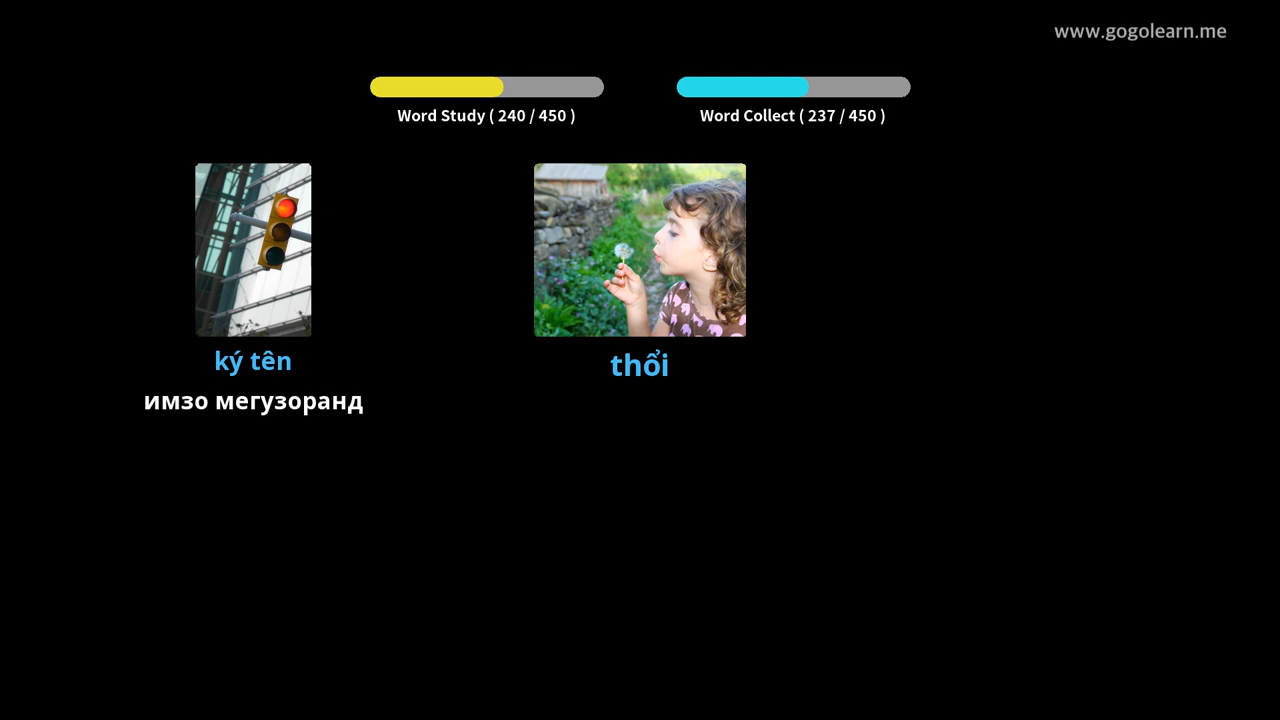 www.gogolearn.me
Word Study ( 240 / 450 )
Word Collect ( 237 / 450 )
ký tên
имзо мегузоранд
thổi